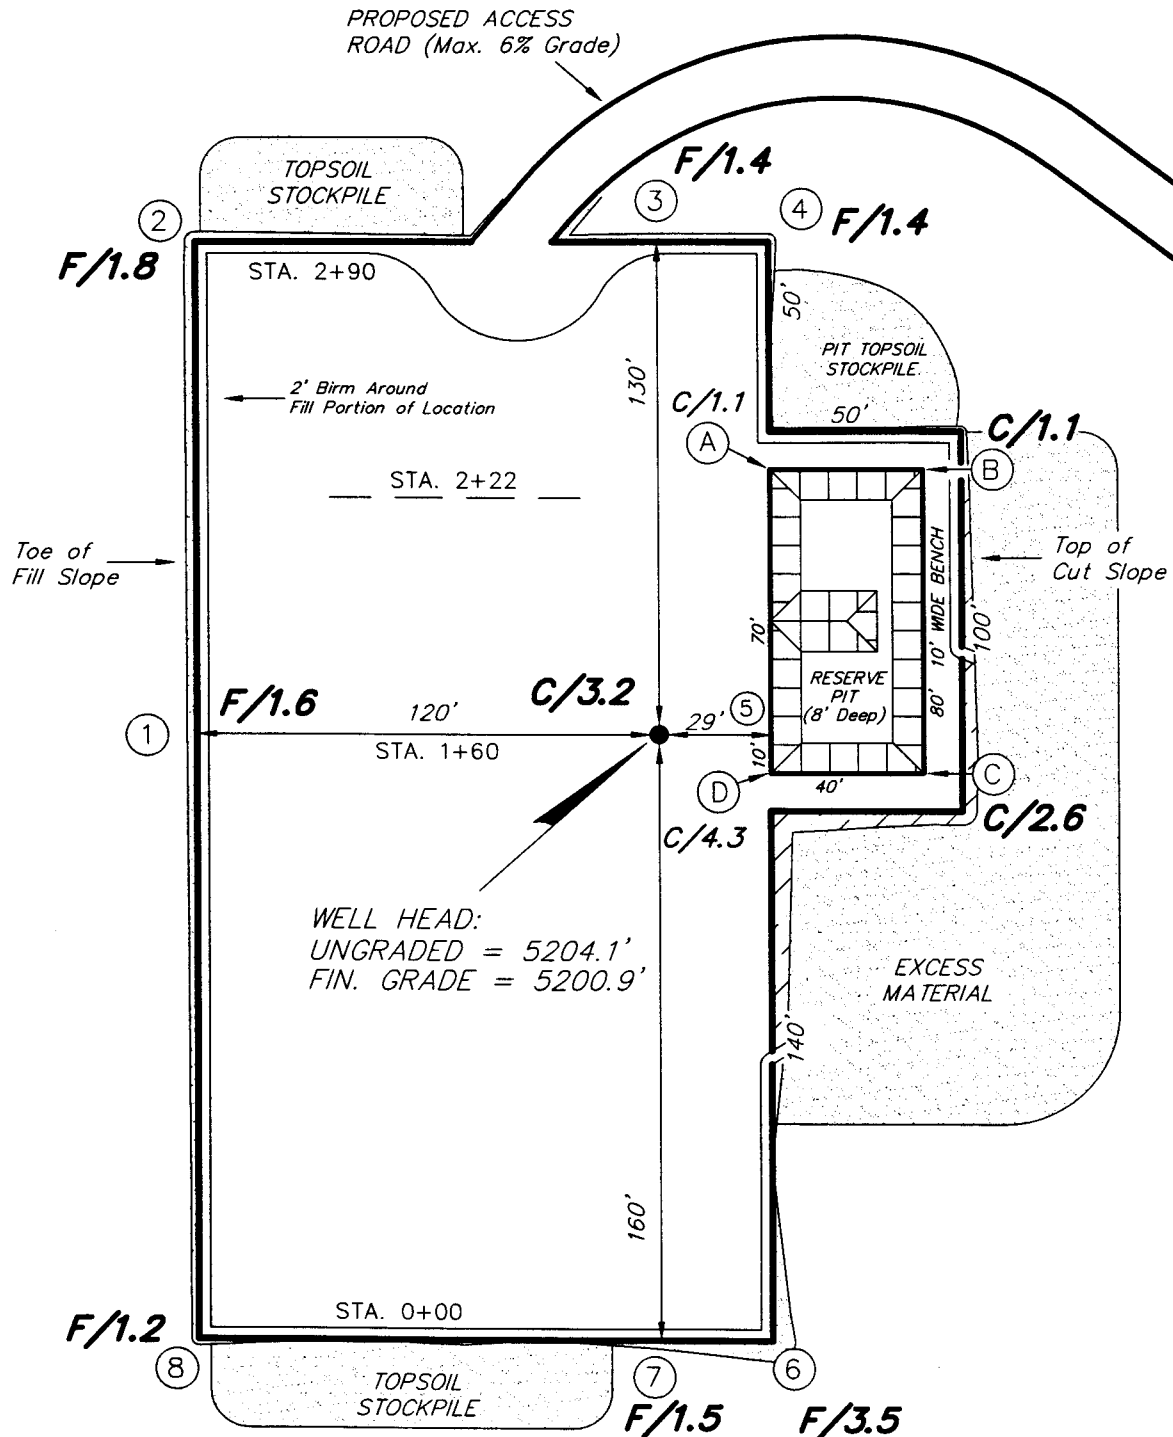 PROPOSED ACCESS
ROAD (Max. 6% Grade)
TOPSOIL
STOCKPILE
F/1.4
3
4
F/1.4
2
F/1.8
STA. 2+90
50'
PIT TOPSOIL
STOCKPILE.
2' Birm Around
Fill Portion of Location
130'
C/1.1
50'
C/1.1
A
B
STA. 2+22
Toe of
Fill Slope
Top of
Cut Slope
10' WIDE BENCH
100'
70'
RESERVE
PIT
(8' Deep)
80'
F/1.6
120'
C/3.2
29'
5
1
STA. 1+60
10'
D
40'
C
C/4.3
C/2.6
WELL HEAD:
UNGRADED = 5204.1'
FIN. GRADE = 5200.9'
EXCESS
MATERIAL
140'
160'
STA. 0+00
F/1.2
8
TOPSOIL
STOCKPILE
7
6
F/1.5
F/3.5